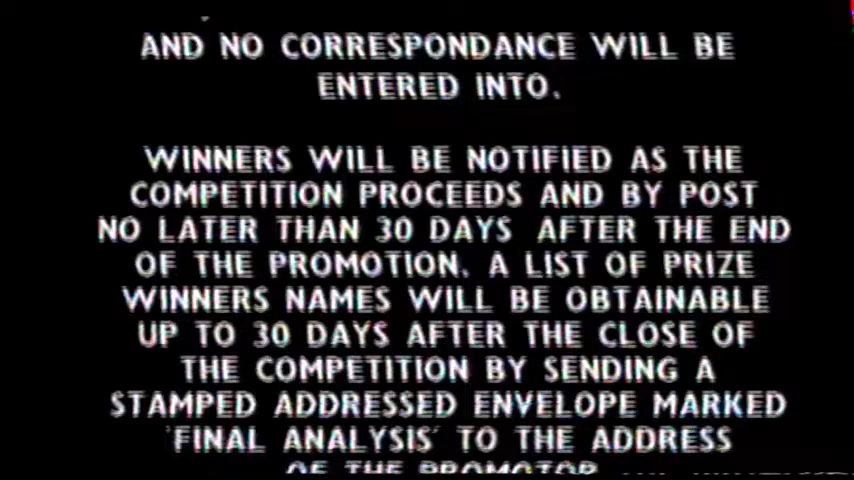 AND NO CORRESPONDANCE WILL BE
ENTERED INTO.
WINNERS WILL BE NOTIFIED AS THE
COMPETITION PROCEEDS AND BY POST
NO LATER THAN 30 DAYS AFTER THE END
OF THE PROMOTION. A LIST OF PRIZE
WINNERS NAMES WILL BE OBTAINABLE
UP TO 30 DAYS AFTER THE CLOSE OF
THE COMPETITION BY SENDING A
STAMPED ADDRESSED ENVELOPE MARKED
'FINAL ANALYSIS' TO THE ADDRESS
OF THE PROMOTOR